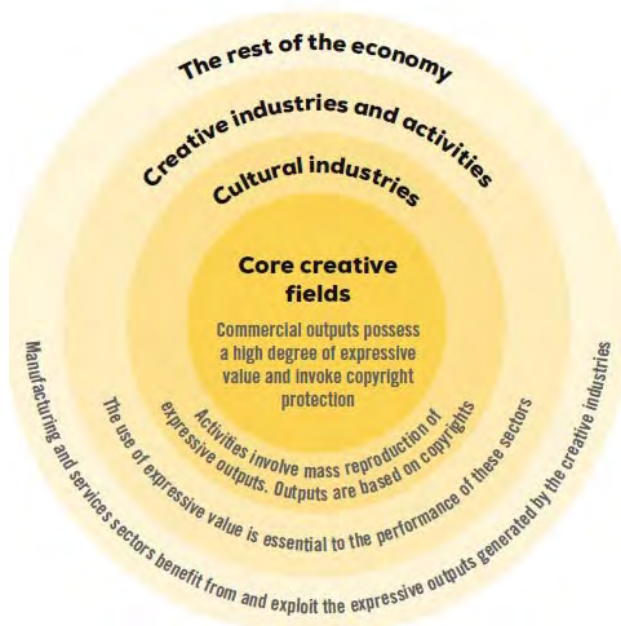 The rest of the economy
Creative industries and activities
Cultural industries
Core creative
fields
Commercial outputs possess
a high degree of expressive
value and invoke copyright
protection
Activities involve mass reproduction of
expressive outputs. Outputs are based on copyrights
The use of expressive value is essential to the performance of these sectors
Manufacturing and services sectors benefit from and exploit the expressive outputs generated by the creative industries